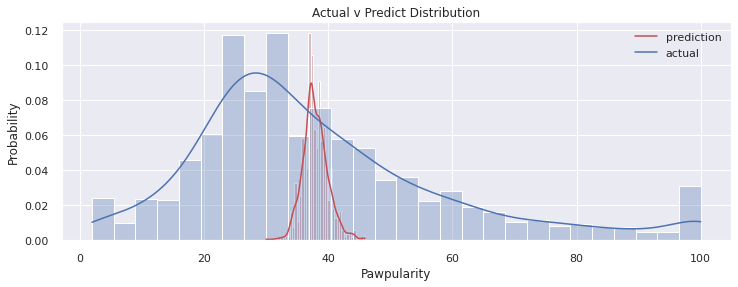 Actual v Predict Distribution
prediction
actual
0.12
0.10
0.08
0.06
0.04
0.02
0.00
Probability
0
20
40
60
80
100
Pawpularity